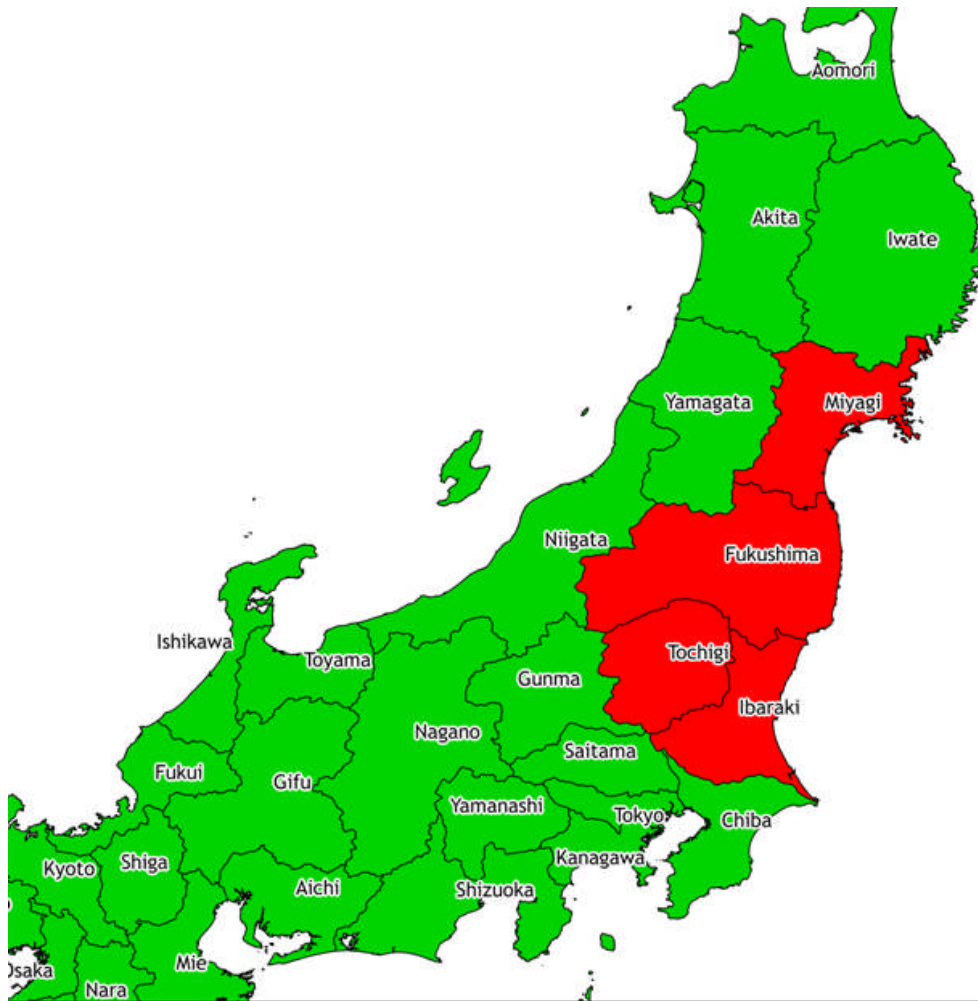 Aomori
Akita
Iwate
Yamagata
Miyagi
Niigata
Fukushima
Ishikawa
Toyama
Tochigi
Gunma
Ibaraki
Nagano
Saitama
Fukui
Gifu
Yamanashi
Tokyo
Chiba
Kyoto
Shiga
Kanagawa
Aichi
Shizuoka
Mie
Osaka
Nara